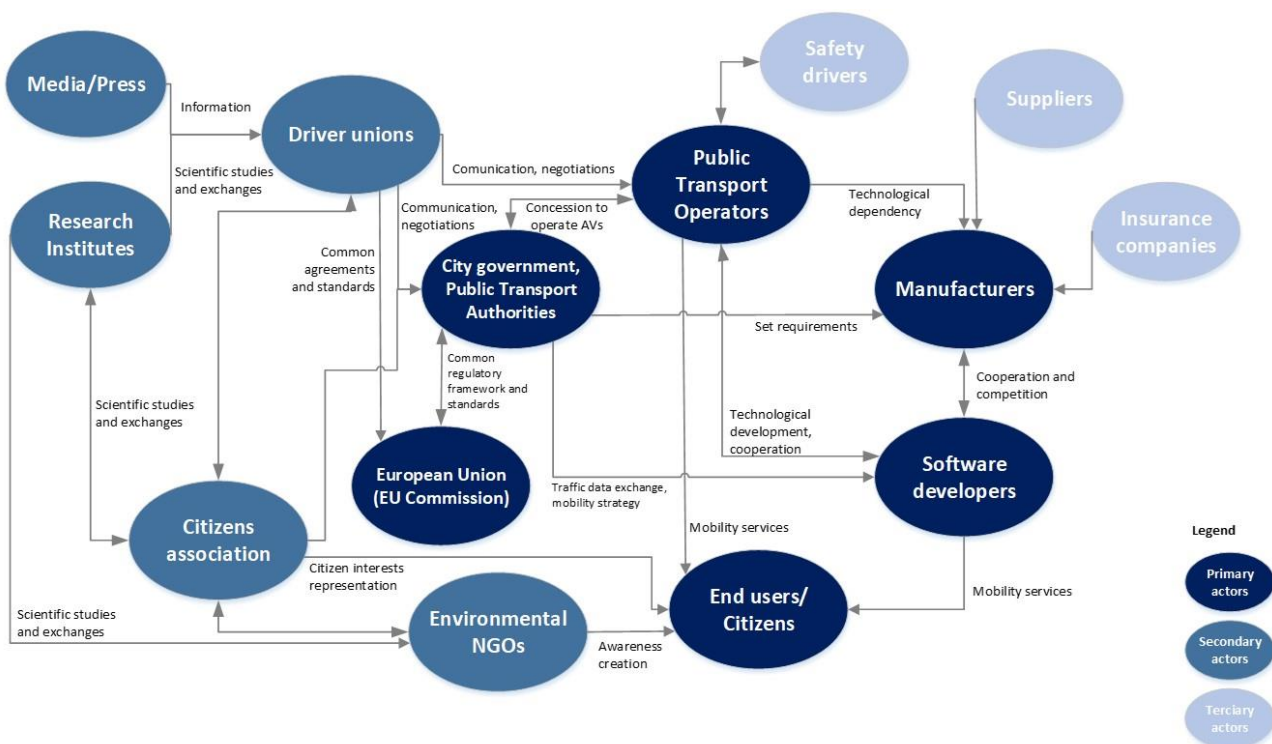 Media/Press
Information
Driver unions
Scientific studies
and exchanges
Research
Institutes
Safety
drivers
Suppliers
Comunication, negotiations
Public
Transport
Operators
Technological
dependency
Communication,
negotiations
Concession to
operate AVs
Insurance
companies
Common
agreements
and standards
City government,
Public Transport
Authorities
Manufacturers
Set requirements
Common
regulatory
framework and
standards
Cooperation and
competition
Scientific studies
and exchanges
Technological
development,
cooperation
European Union
(EU Commission)
Software
developers
Traffic data exchange,
mobility strategy
Citizens
association
Mobility services
Citizen interests
representation
Mobility services
End users/
Citizens
Scientific studies
and exchanges
Environmental
NGOs
Awareness
creation
Legend
Primary
actors
Secondary
actors
Terciary
actors